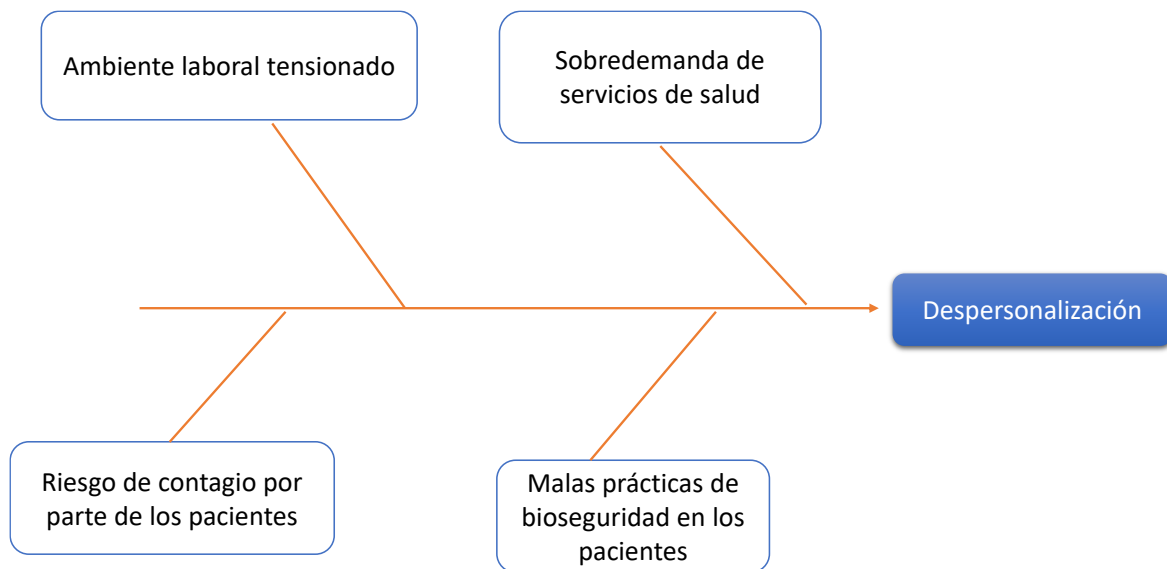 Ambiente laboral tensionado
Sobredemanda de
servicios de salud
Despersonalización
Riesgo de contagio por
parte de los pacientes
Malas prácticas de
bioseguridad en los
pacientes